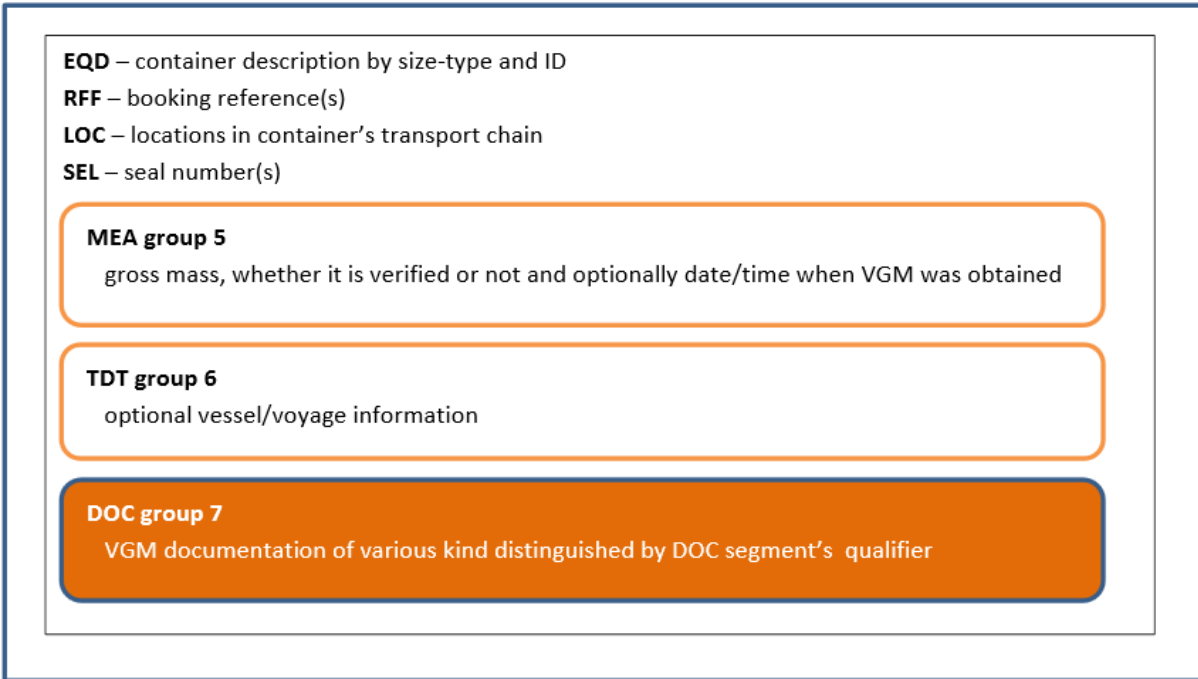 EQD – container description by size-type and ID
RFF – booking reference(s)
LOC – locations in container’s transport chain
SEL – seal number(s)
MEA group 5
gross mass, whether it is verified or not and optionally date/time when VGM was obtained
TDT group 6
optional vessel/voyage information
DOC group 7
VGM documentation of various kind distinguished by DOC segment’s  qualifier